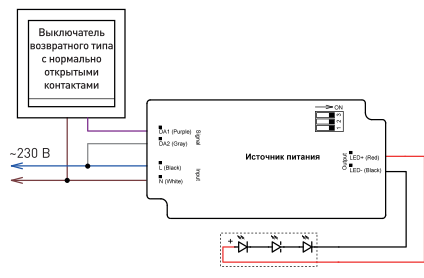 Выключатель
возвратного типа
с нормально
открытыми
контактами
ON
1 2 3
DA1 (Purple)
DA2 (Gray)
Signal
~230 В
L (Black)
N (White)
Input
Источник питания
Output
LED+ (Red)
LED- (Black)
+